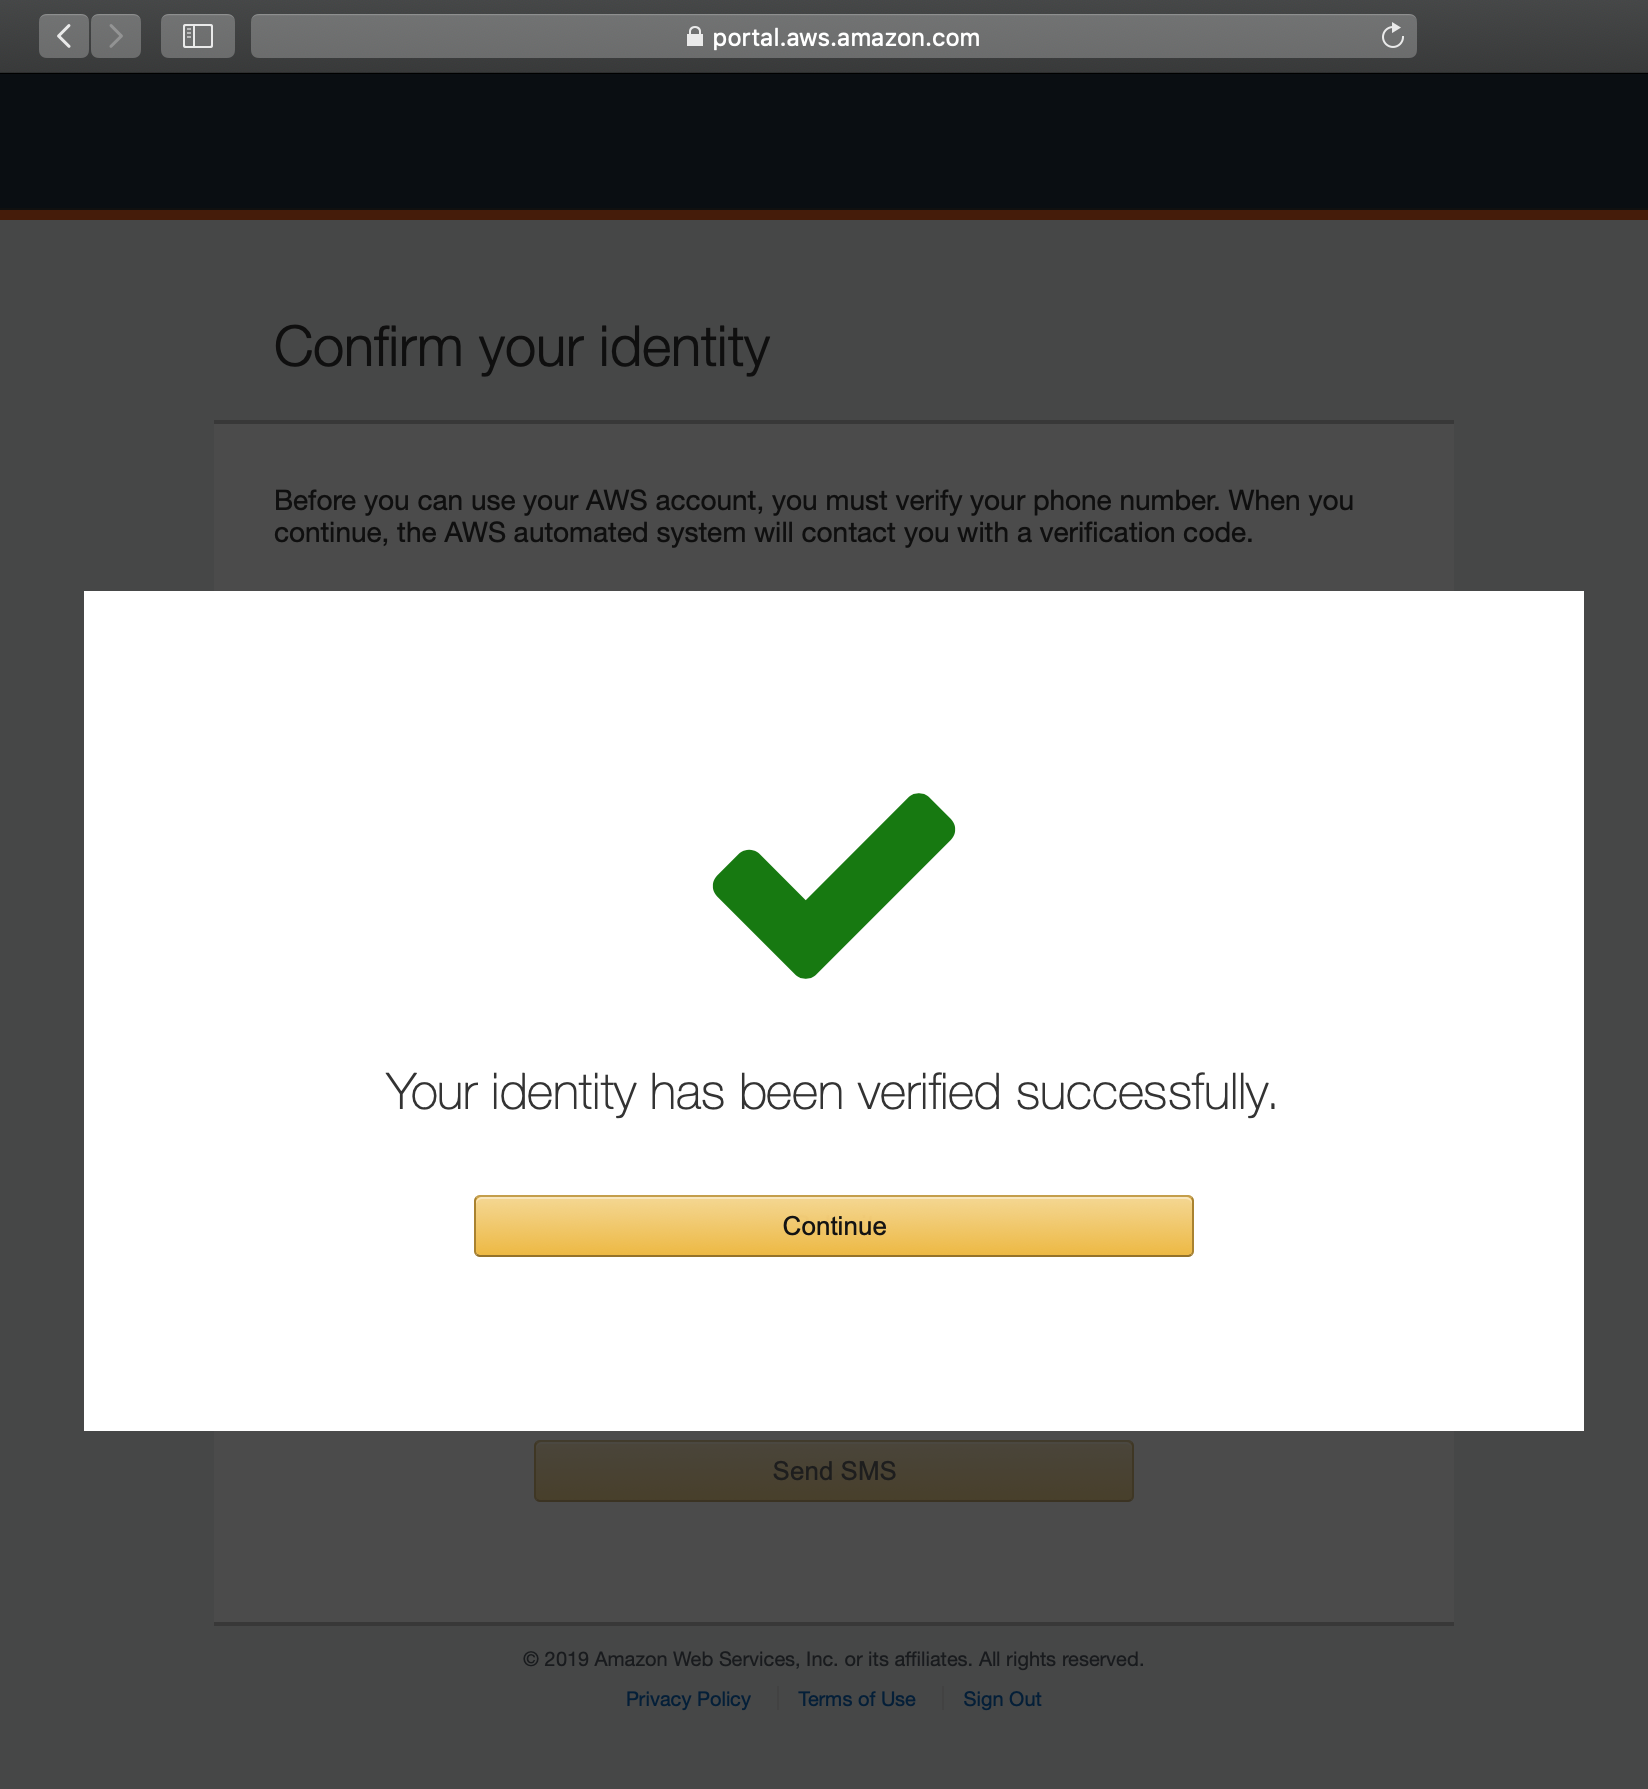 portal.aws.amazon.com
Confirm your identity
Before you can use your AWS account, you must verify your phone number. When you
continue, the AWS automated system will contact you with a verification code.
Your identity has been verified successfully.
Continue
Send SMS
© 2019 Amazon Web Services, Inc. or its affiliates. All rights reserved.
Privacy Policy Terms of Use Sign Out